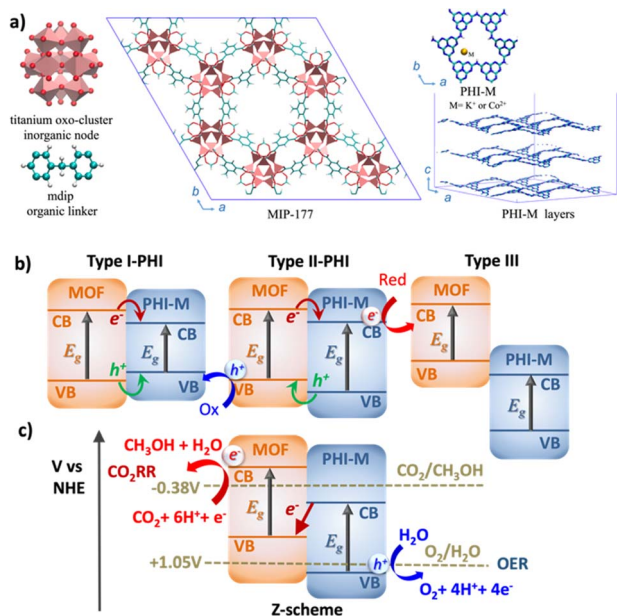 a)
titanium oxo-cluster
inorganic node
mdip
organic linker
b
a
MIP-177
M
b
a
PHI-M
M= K⁺ or Co²⁺
c
a
b
PHI-M layers
b)
Type I-PHI
Type II-PHI
Type III
MOF
PHI-M
e⁻
CB
CB
Eg
Eg
h⁺
VB
VB
h⁺
Ox
MOF
PHI-M
e⁻
CB
CB
e⁻
Red
Eg
Eg
h⁺
VB
VB
MOF
CB
Eg
VB
PHI-M
CB
Eg
VB
c)
V vs
NHE
CH₃OH + H₂O
e⁻
CO₂RR
-0.38V
CO₂+ 6H⁺+ e⁻
+1.05V
MOF
CB
Eg
VB
e⁻
PHI-M
CB
Eg
VB
h⁺
CO₂/CH₃OH
H₂O
O₂/H₂O
OER
O₂+ 4H⁺+ 4e⁻
Z-scheme